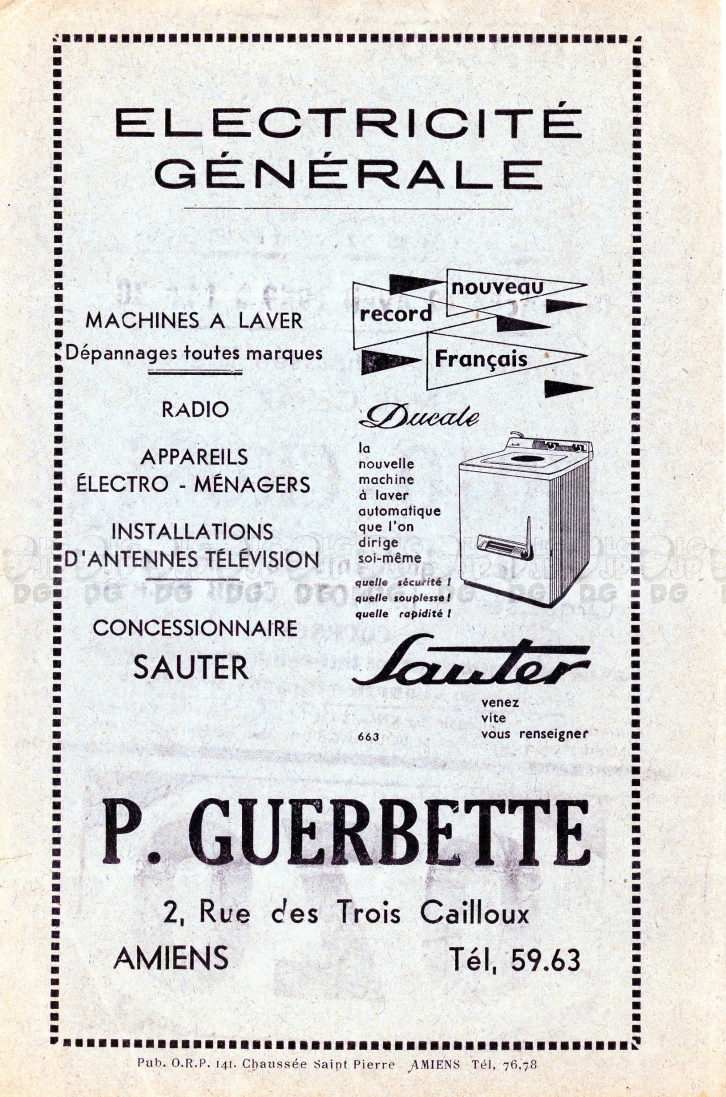 ELECTRICITÉ
GÉNÉRALE
MACHINES A LAVER
Dépannages toutes marques
RADIO
APPAREILS
ÉLECTRO - MÉNAGERS
INSTALLATIONS
D'ANTENNES TÉLÉVISION
CONCESSIONNAIRE
SAUTER
nouveau
record
Français
Ducale
la
nouvelle
machine
à laver
automatique
que l'on
dirige
soi-même
quelle sécurité !
quelle souplesse !
quelle rapidité !
Sauter
venez
vite
vous renseigner
663
P. GUERBETTE
2, Rue des Trois Cailloux
AMIENS Tél, 59.63
Pub. O.R.P. 141. Chaussée Saint Pierre AMIENS Tél, 76,78